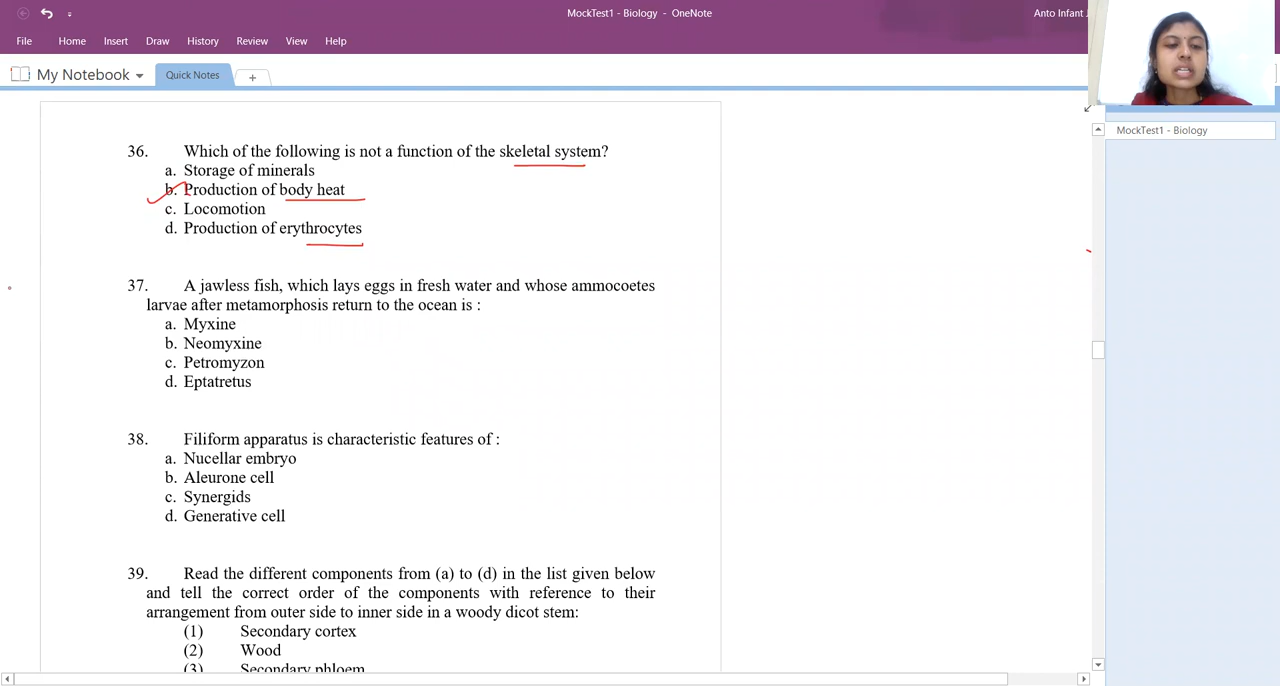 MockTest1 - Biology - OneNote
Anto Infant
File Home Insert Draw History Review View Help
My Notebook Quick Notes +
MockTest1 - Biology
36. Which of the following is not a function of the skeletal system?
a. Storage of minerals
b. Production of body heat
c. Locomotion
d. Production of erythrocytes
37. A jawless fish, which lays eggs in fresh water and whose ammocoetes
larvae after metamorphosis return to the ocean is :
a. Myxine
b. Neomyxine
c. Petromyzon
d. Eptatretus
38. Filiform apparatus is characteristic features of :
a. Nucellar embryo
b. Aleurone cell
c. Synergids
d. Generative cell
39. Read the different components from (a) to (d) in the list given below
and tell the correct order of the components with reference to their
arrangement from outer side to inner side in a woody dicot stem:
(1) Secondary cortex
(2) Wood
(3) Secondary phloem